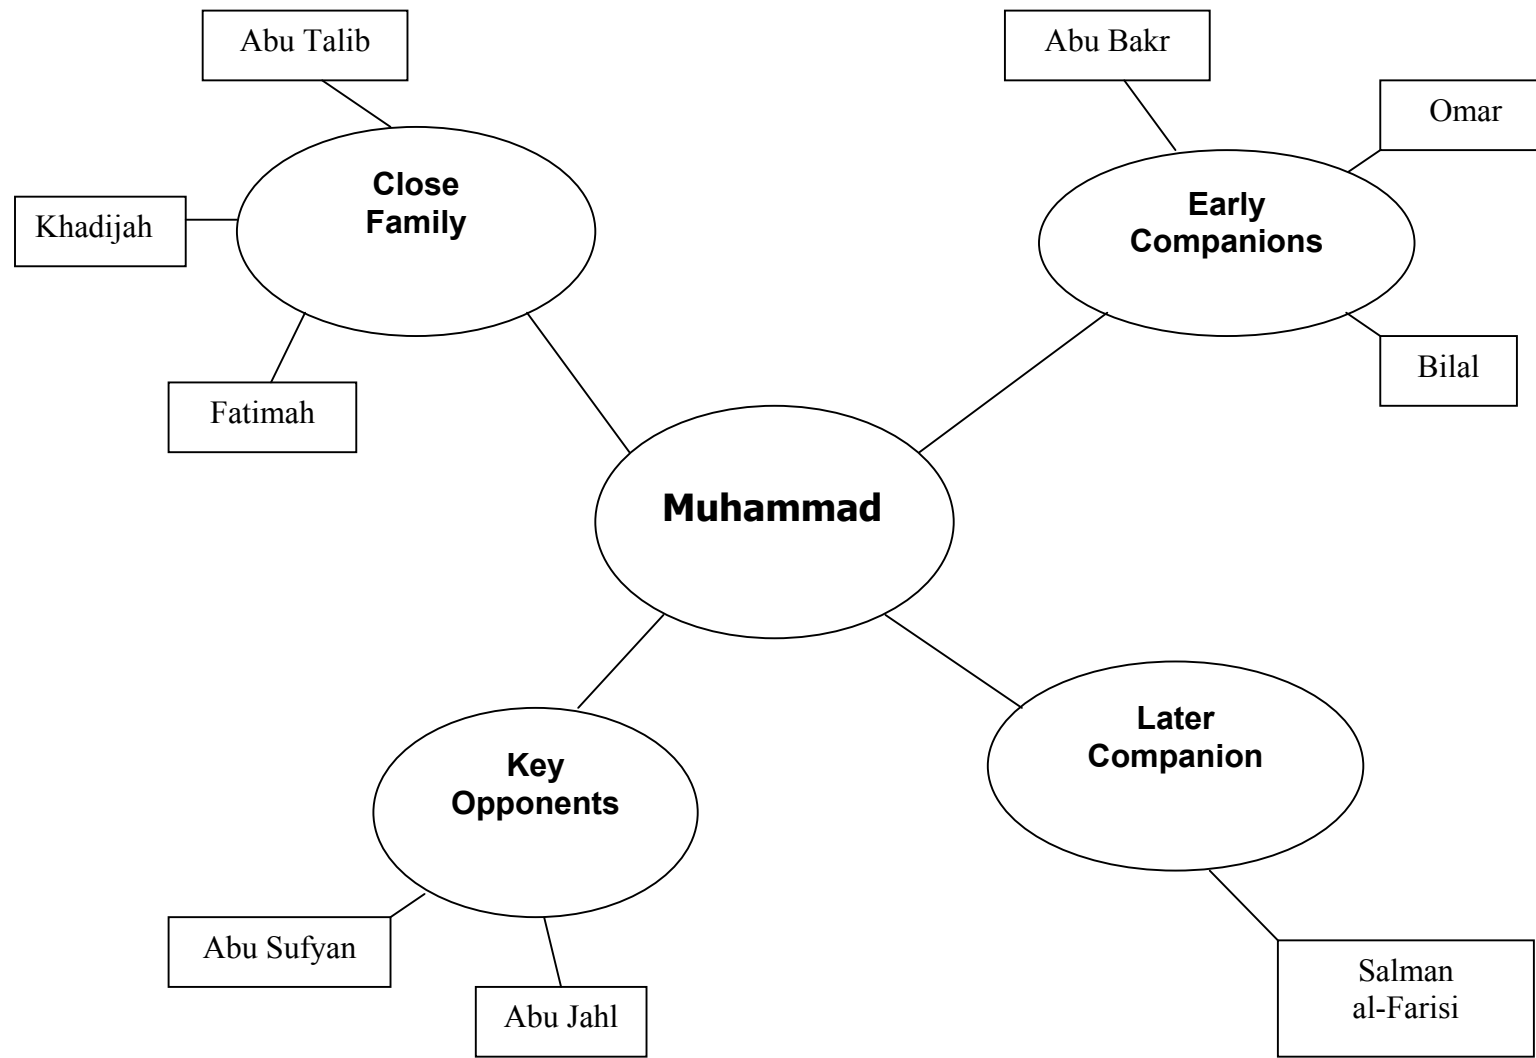 Abu Talib
Abu Bakr
Omar
Close
Family
Early
Companions
Khadijah
Bilal
Fatimah
Muhammad
Later
Companion
Key
Opponents
Abu Sufyan
Abu Jahl
Salman
al-Farisi